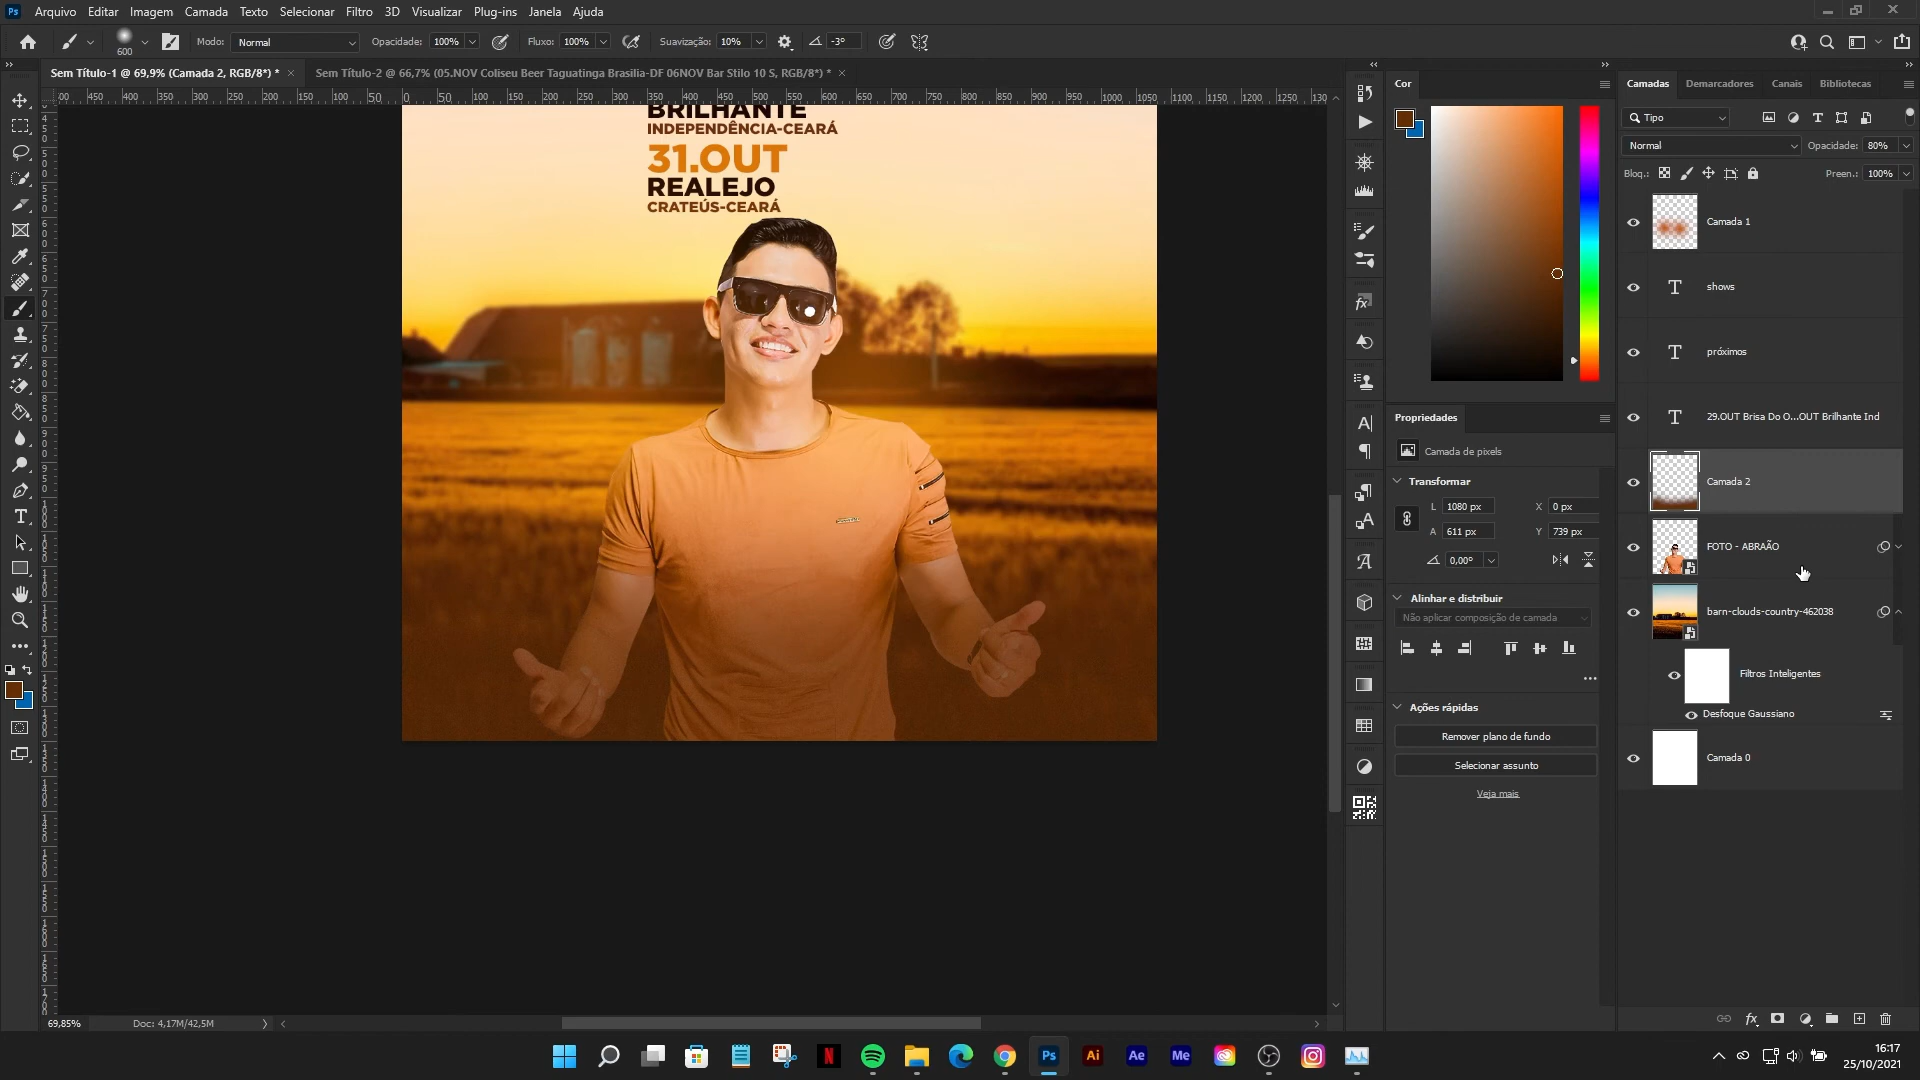 Ps Arquivo Editar Imagem Camada Texto Selecionar Filtro 3D Visualizar Plug-ins Janela Ajuda
600 Modo: Normal Opacidade: 100% Fluxo: 100% Suavização: 10% -3°
Sem Título-1 @ 69,9% (Camada 2, RGB/8*) * × Sem Título-2 @ 66,7% (05.NOV Coliseu Beer Taguatinga Brasilia-DF 06NOV Bar Stilo 10 S, RGB/8*) * ×
BRILHANTE
INDEPENDÊNCIA-CEARÁ
31.OUT
REALEJO
CRATEÚS-CEARÁ
Cor
Propriedades
Camada de pixels
Transformar
L 1080 px X 0 px
A 611 px Y 739 px
0,00°
Alinhar e distribuir
Não aplicar composição de camada
Ações rápidas
Remover plano de fundo
Selecionar assunto
Veja mais
Camadas Demarcadores Canais Bibliotecas
Tipo
Normal Opacidade: 80%
Bloq.: Preen.: 100%
Camada 1
shows
próximos
29.OUT Brisa Do O...OUT Brilhante Ind
Camada 2
FOTO - ABRAÃO
barn-clouds-country-462038
Filtros Inteligentes
Desfoque Gaussiano
Camada 0
69,85% Doc: 4,17M/42,5M
Ps Ai Ae Me
16:17
25/10/2021